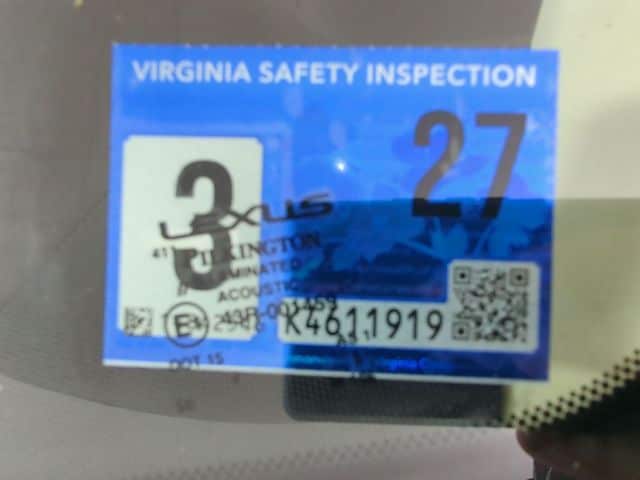 VIRGINIA SAFETY INSPECTION
27
3
LEXUS
PILKINGTON
LAMINATED
ACOUSTIC
43R-001459
K4611919
DOT 15